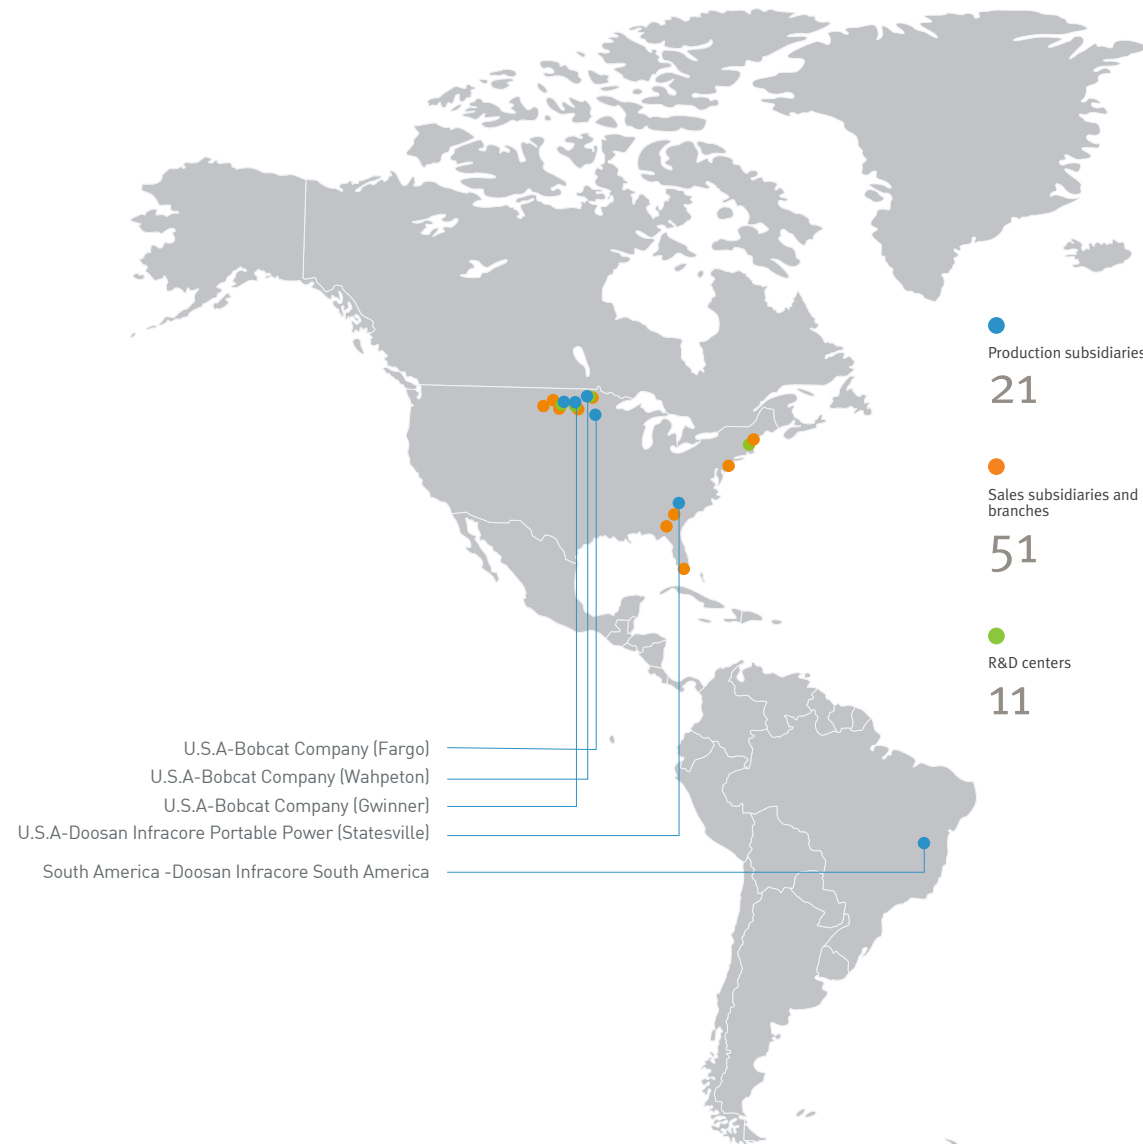 Production subsidiaries
21
Sales subsidiaries and
branches
51
R&D centers
11
U.S.A-Bobcat Company (Fargo)
U.S.A-Bobcat Company (Wahpeton)
U.S.A-Bobcat Company (Gwinner)
U.S.A-Doosan Infracore Portable Power (Statesville)
South America -Doosan Infracore South America